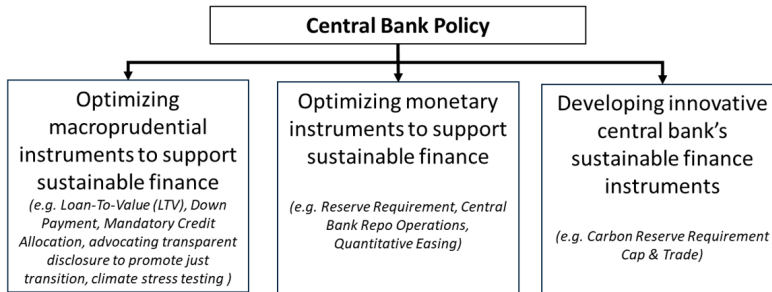 Central Bank Policy
Optimizing
macroprudential
instruments to support
sustainable finance
(e.g. Loan-To-Value (LTV), Down
Payment, Mandatory Credit
Allocation, advocating transparent
disclosure to promote just
transition, climate stress testing )
Optimizing monetary
instruments to support
sustainable finance
(e.g. Reserve Requirement, Central
Bank Repo Operations,
Quantitative Easing)
Developing innovative
central bank’s
sustainable finance
instruments
(e.g. Carbon Reserve Requirement
Cap & Trade)